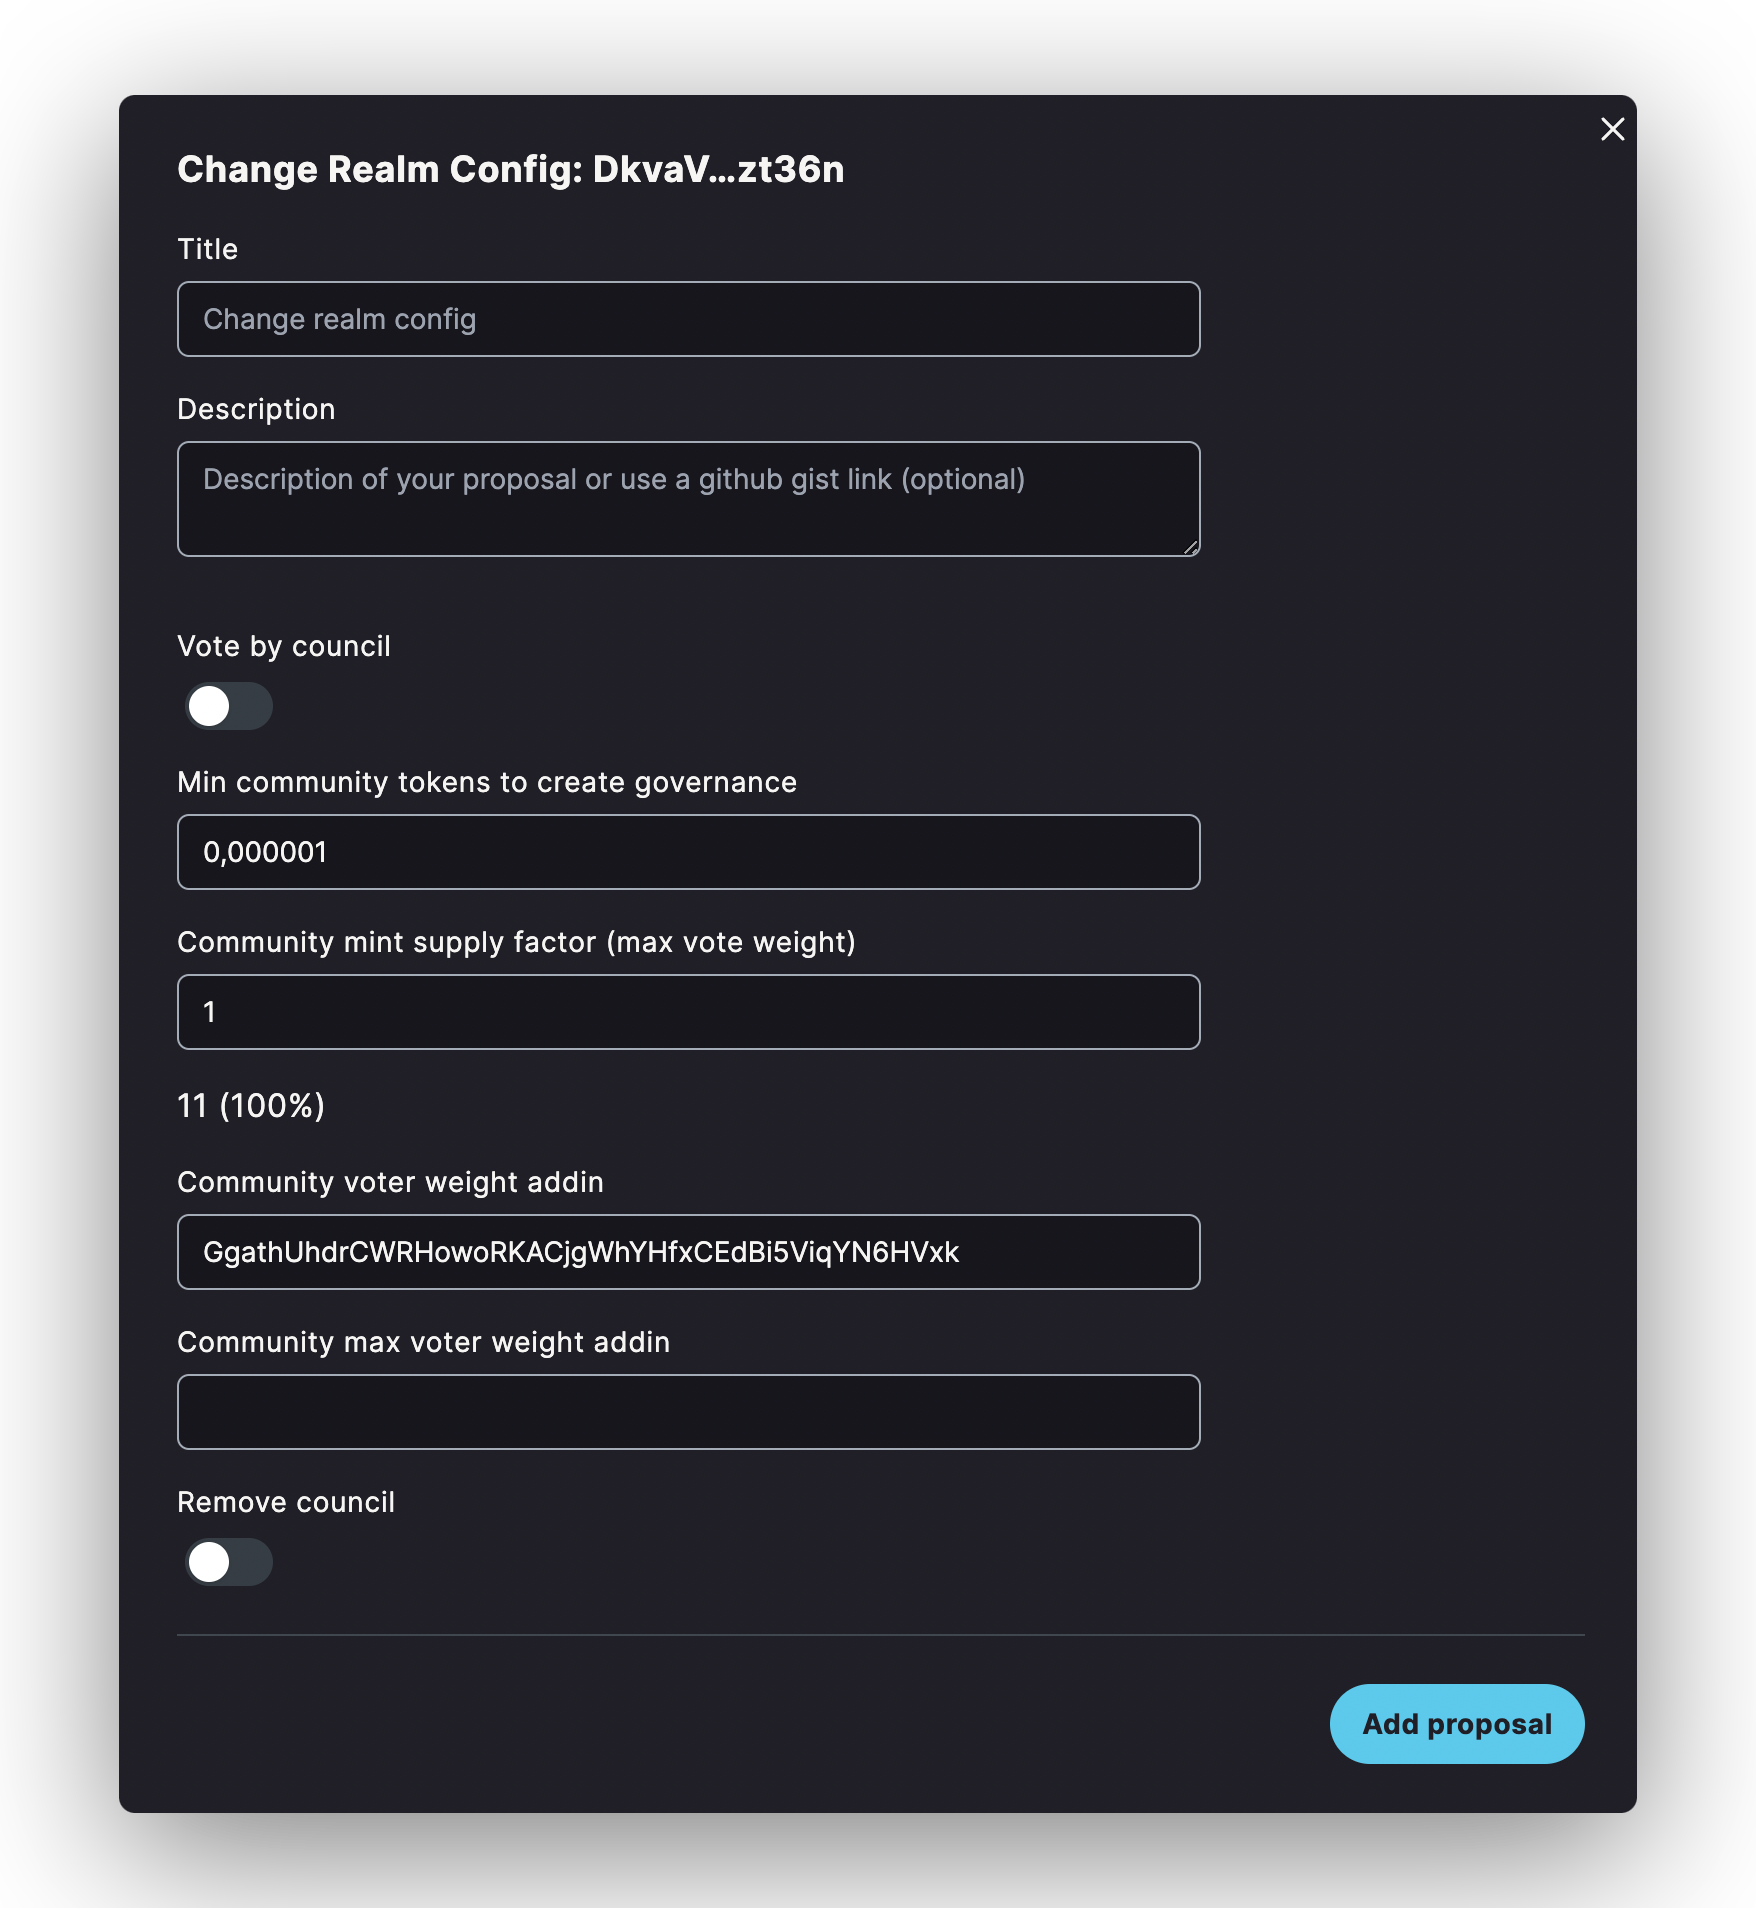 Change Realm Config: DkvaV...zt36n
Title
Change realm config
Description
Description of your proposal or use a github gist link (optional)
Vote by council
Min community tokens to create governance
0,000001
Community mint supply factor (max vote weight)
1
11 (100%)
Community voter weight addin
GgathUhdrCWRHowoRKACjgWhYHfxCEdBi5ViqYN6HVxk
Community max voter weight addin
Remove council
Add proposal